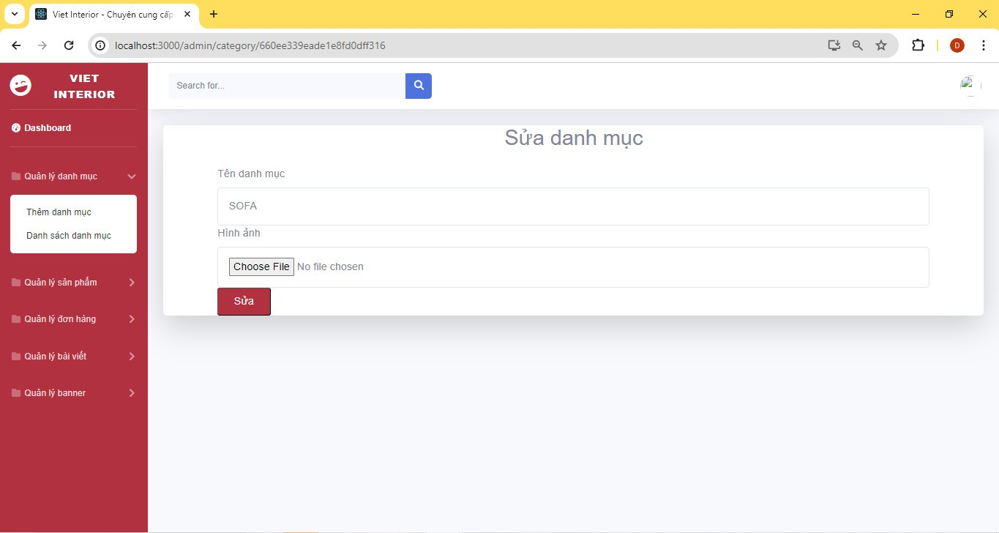 Viet Interior - Chuyên cung cấp
localhost:3000/admin/category/660ee339eade1e8fd0dff316
D
VIET
INTERIOR
Search for...
Dashboard
Quản lý danh mục
Thêm danh mục
Danh sách danh mục
Quản lý sản phẩm
Quản lý đơn hàng
Quản lý bài viết
Quản lý banner
Sửa danh mục
Tên danh mục
SOFA
Hình ảnh
Choose File No file chosen
Sửa